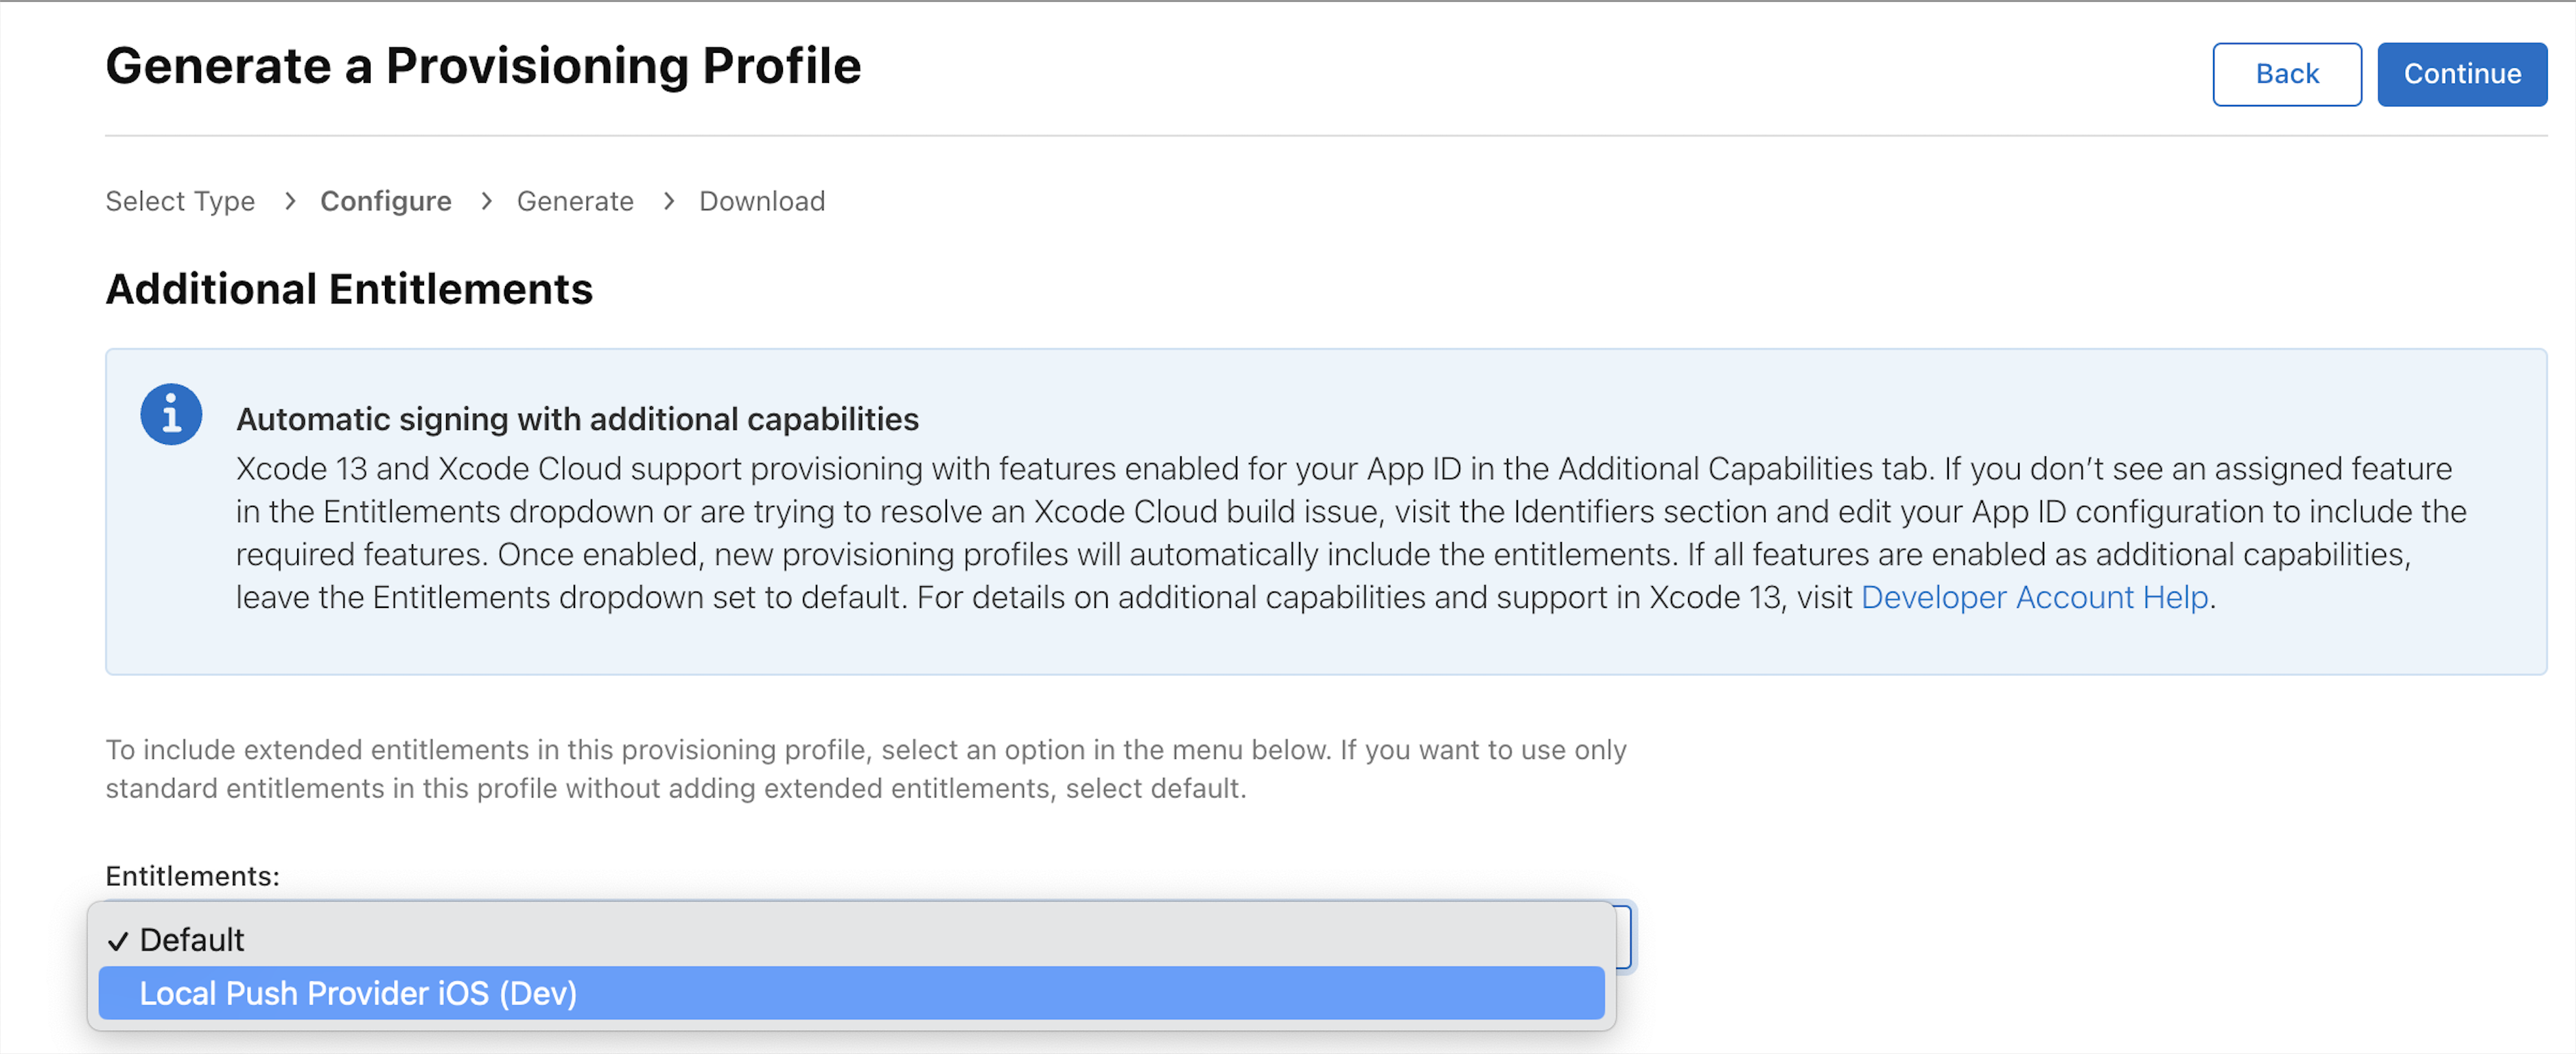 Generate a Provisioning Profile
Back
Continue
Select Type > Configure > Generate > Download
Additional Entitlements
Automatic signing with additional capabilities
Xcode 13 and Xcode Cloud support provisioning with features enabled for your App ID in the Additional Capabilities tab. If you don’t see an assigned feature
in the Entitlements dropdown or are trying to resolve an Xcode Cloud build issue, visit the Identifiers section and edit your App ID configuration to include the
required features. Once enabled, new provisioning profiles will automatically include the entitlements. If all features are enabled as additional capabilities,
leave the Entitlements dropdown set to default. For details on additional capabilities and support in Xcode 13, visit Developer Account Help.
To include extended entitlements in this provisioning profile, select an option in the menu below. If you want to use only
standard entitlements in this profile without adding extended entitlements, select default.
Entitlements:
✓ Default
Local Push Provider iOS (Dev)